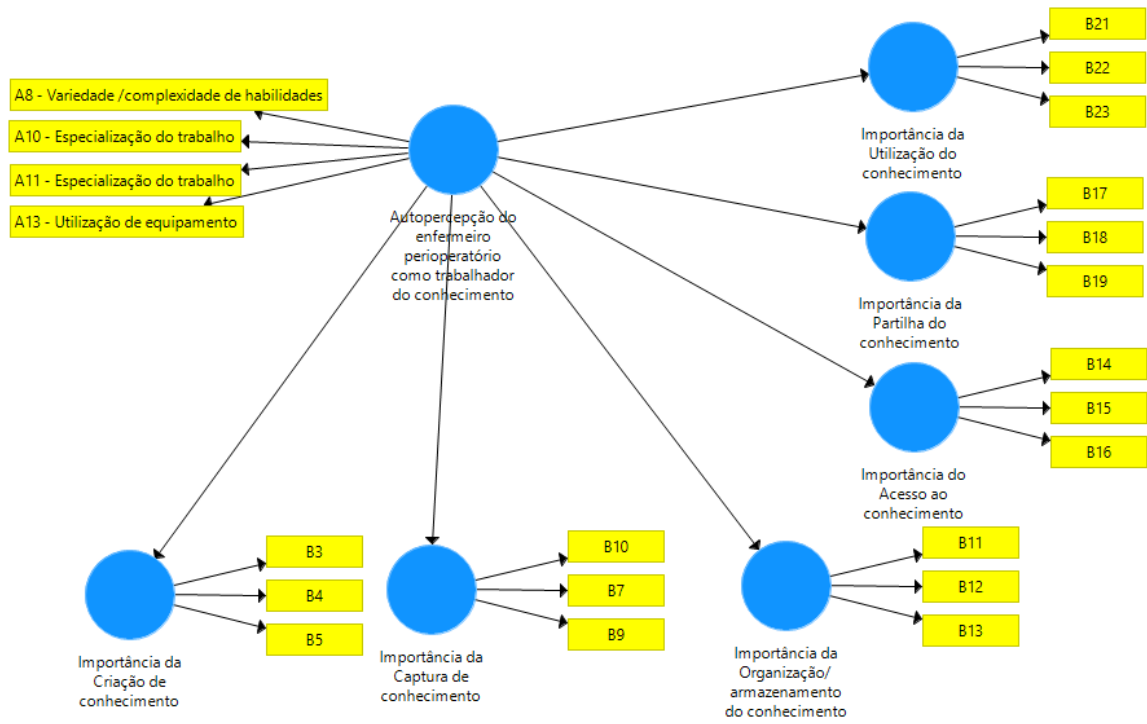 A8 - Variedade /complexidade de habilidades
A10 - Especialização do trabalho
A11 - Especialização do trabalho
A13 - Utilização de equipamento
Autopercepção do
enfermeiro
perioperatório
como trabalhador
do conhecimento
B21
B22
B23
Importância da
Utilização do
conhecimento
B17
B18
B19
Importância da
Partilha do
conhecimento
B14
B15
B16
Importância do
Acesso ao
conhecimento
B3
B4
B5
Importância da
Criação de
conhecimento
B10
B7
B9
Importância da
Captura de
conhecimento
B11
B12
B13
Importância da
Organização/
armazenamento
do conhecimento